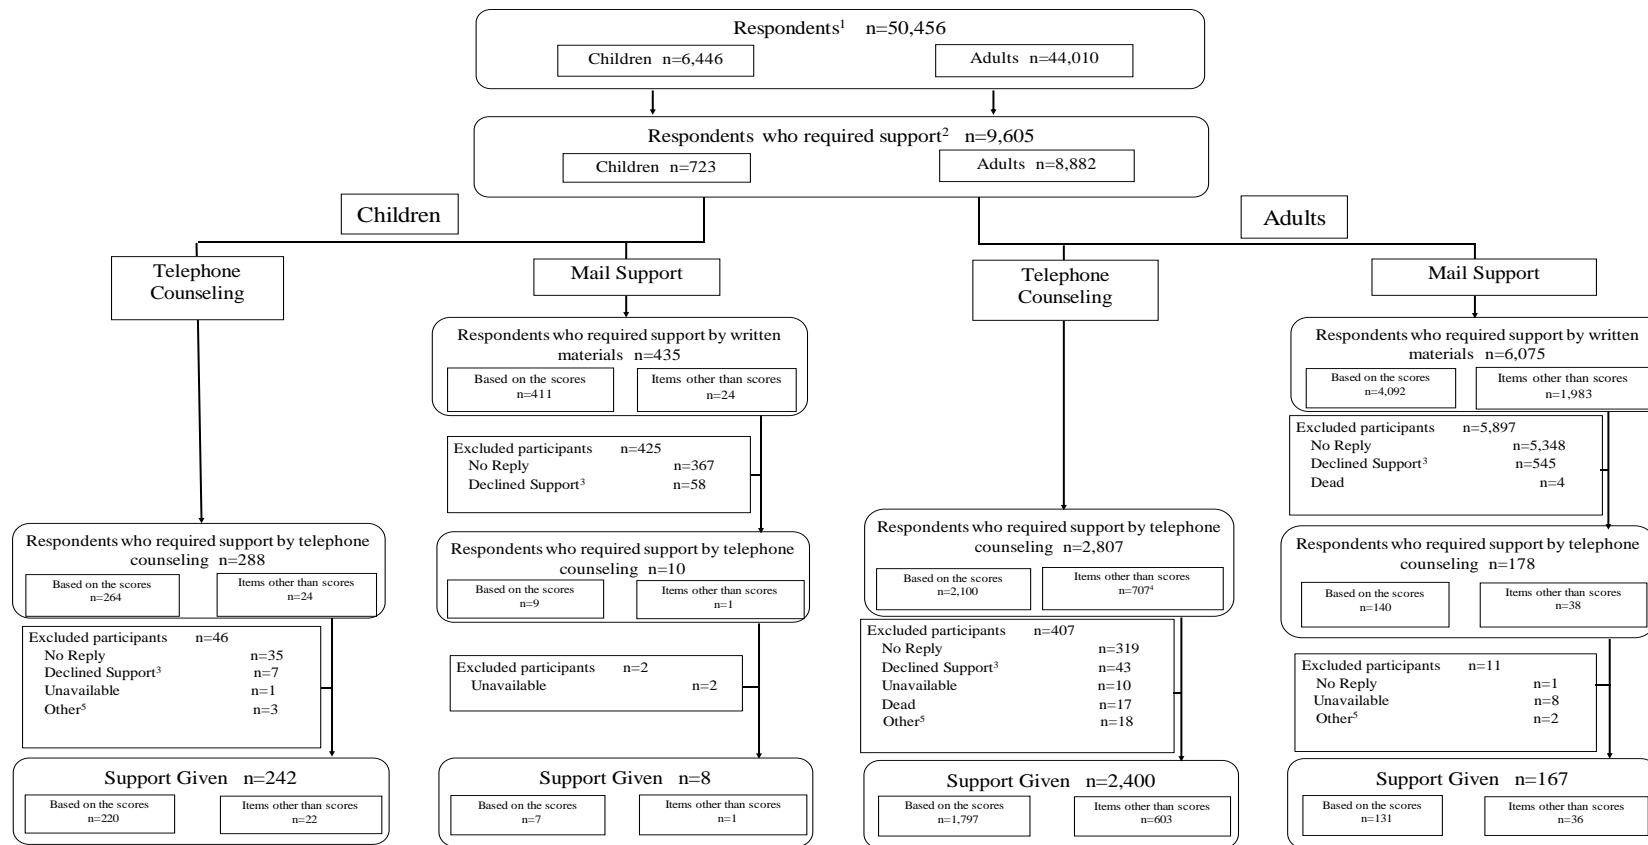 Respondents¹ n=50,456
Children n=6,446
Adults n=44,010
Respondents who required support² n=9,605
Children n=723
Adults n=8,882
Children
Adults
Telephone
Counseling
Mail Support
Telephone
Counseling
Mail Support
Respondents who required support by written
materials n=435
Based on the scores
n=411
Items other than scores
n=24
Respondents who required support by written
materials n=6,075
Based on the scores
n=4,092
Items other than scores
n=1,983
Excluded participants n=425
No Reply n=367
Declined Support³ n=58
Excluded participants n=5,897
No Reply n=5,348
Declined Support³ n=545
Dead n=4
Respondents who required support by telephone
counseling n=288
Based on the scores
n=264
Items other than scores
n=24
Respondents who required support by telephone
counseling n=10
Based on the scores
n=9
Items other than scores
n=1
Respondents who required support by telephone
counseling n=2,807
Based on the scores
n=2,100
Items other than scores
n=707⁴
Respondents who required support by telephone
counseling n=178
Based on the scores
n=140
Items other than scores
n=38
Excluded participants n=46
No Reply n=35
Declined Support³ n=7
Unavailable n=1
Other⁵ n=3
Excluded participants n=2
Unavailable n=2
Excluded participants n=407
No Reply n=319
Declined Support³ n=43
Unavailable n=10
Dead n=17
Other⁵ n=18
Excluded participants n=11
No Reply n=1
Unavailable n=8
Other⁵ n=2
Support Given n=242
Based on the scores
n=220
Items other than scores
n=22
Support Given n=8
Based on the scores
n=7
Items other than scores
n=1
Support Given n=2,400
Based on the scores
n=1,797
Items other than scores
n=603
Support Given n=167
Based on the scores
n=131
Items other than scores
n=36